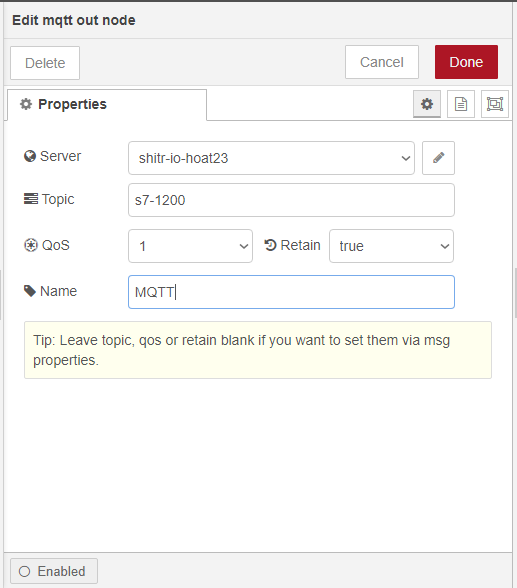 Edit mqtt out node
Delete
Cancel
Done
Properties
Server
shitr-io-hoat23
Topic
s7-1200
QoS
1
Retain
true
Name
MQTT
Tip: Leave topic, qos or retain blank if you want to set them via msg
properties.
Enabled